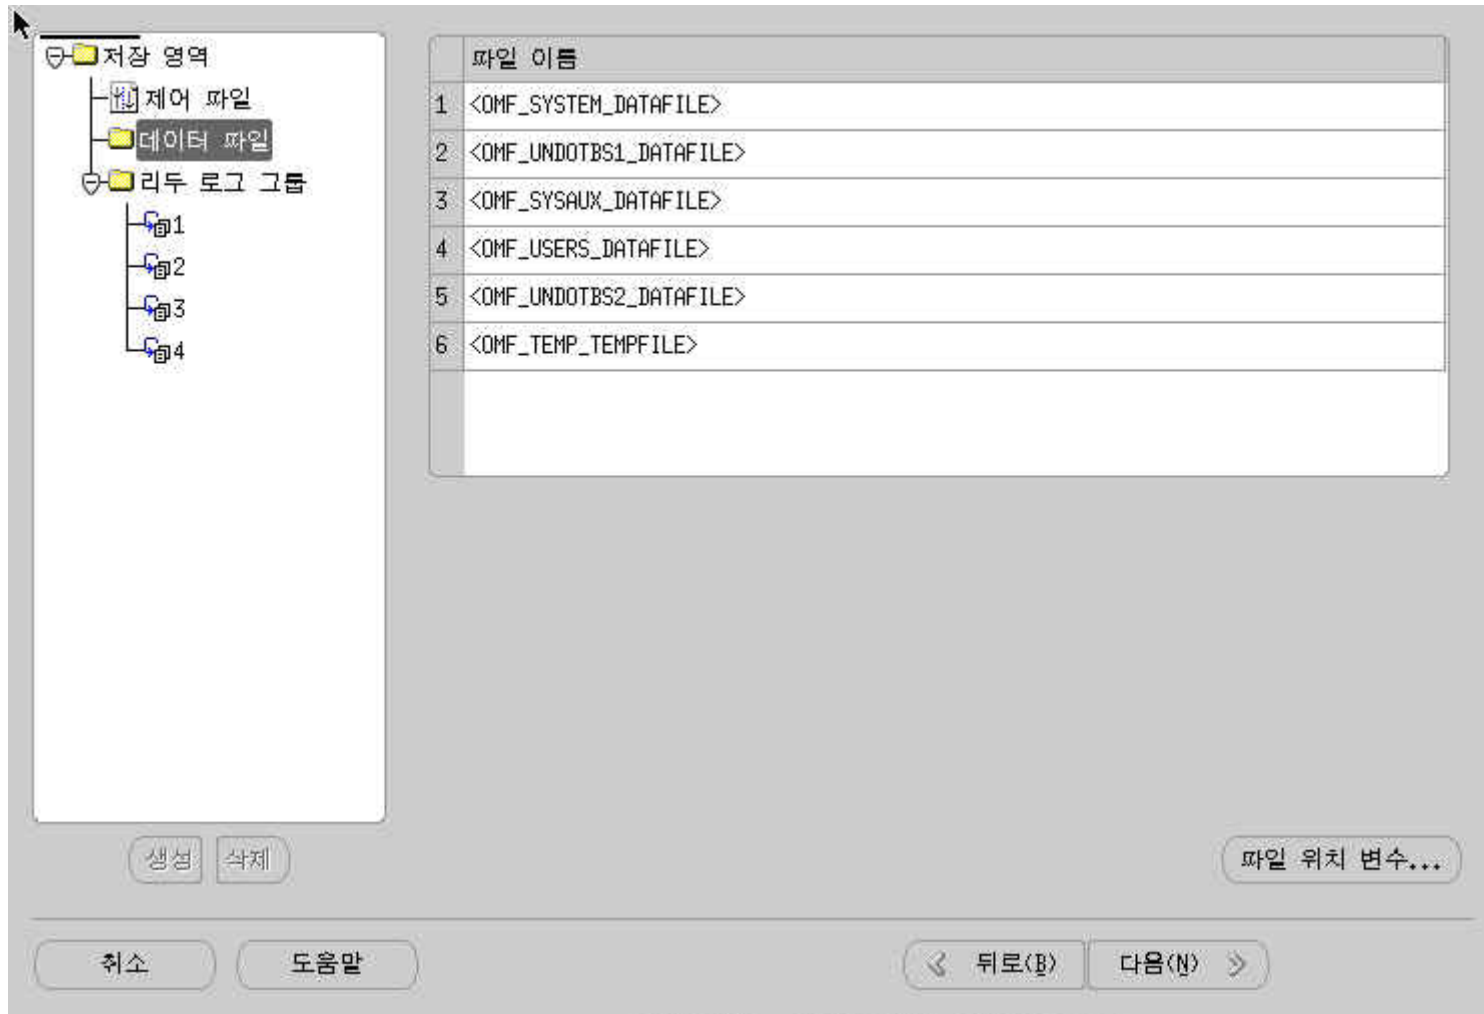 저장 영역
제어 파일
데이터 파일
리두 로그 그룹
1
2
3
4
파일 이름
1 <OMF_SYSTEM_DATAFILE>
2 <OMF_UNDOTBS1_DATAFILE>
3 <OMF_SYSAUX_DATAFILE>
4 <OMF_USERS_DATAFILE>
5 <OMF_UNDOTBS2_DATAFILE>
6 <OMF_TEMP_TEMPFILE>
생성 삭제
파일 위치 변수...
취소 도움말 뒤로(B) 다음(N)